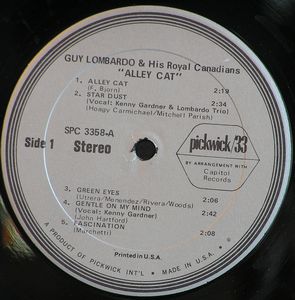 GUY LOMBARDO & His Royal Canadians
"ALLEY CAT"
1. ALLEY CAT 2:19
(F. Bjorn)
2. STAR DUST 2:34
(Vocal: Kenny Gardner & Lombardo Trio)
(Hoagy Carmichael/Mitchell Parish)
Side 1
SPC 3358-A
Stereo
pickwick/33
BY ARRANGEMENT WITH
Capitol
Records
3. GREEN EYES 2:06
(Utrera/Menendez/Rivera/Woods)
4. GENTLE ON MY MIND 2:42
(Vocal: Kenny Gardner)
(John Hartford)
5. FASCINATION 2:08
(Marchetti)
Printed in U.S.A.
A PRODUCT OF PICKWICK INT'L · MADE IN U.S.A.